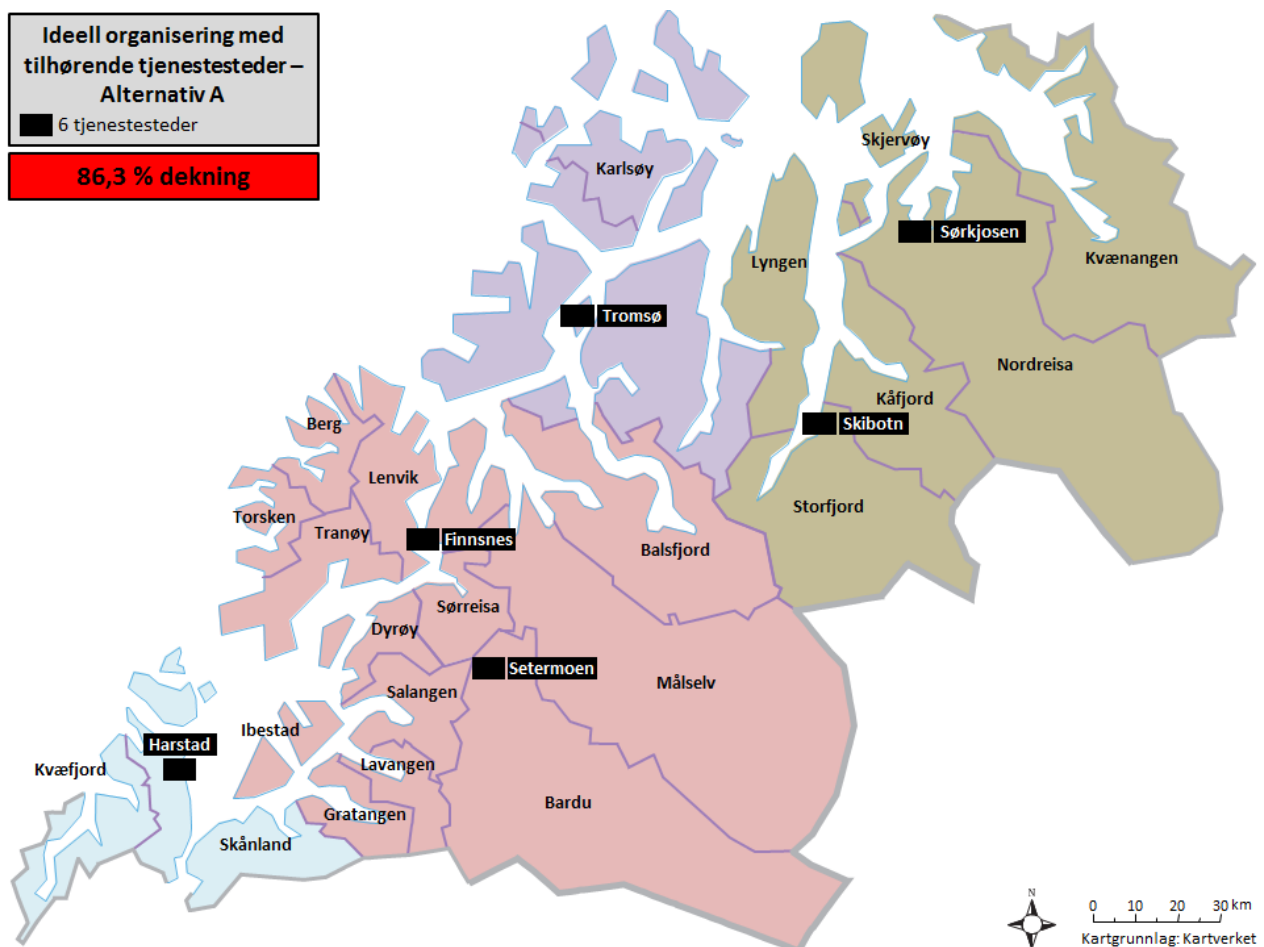 Ideell organisering med
tilhørende tjenestesteder –
Alternativ A
6 tjenestesteder
86,3 % dekning
Skjervøy
Karlsøy
Sørkjosen
Lyngen
Kvænangen
Tromsø
Nordreisa
Kåfjord
Skibotn
Berg
Lenvik
Storfjord
Torsken
Tranøy
Finnsnes
Balsfjord
Sørreisa
Dyrøy
Setermoen
Målselv
Salangen
Ibestad
Harstad
Lavangen
Kvæfjord
Bardu
Gratangen
Skånland
N
0 10 20 30 km
Kartgrunnlag: Kartverket